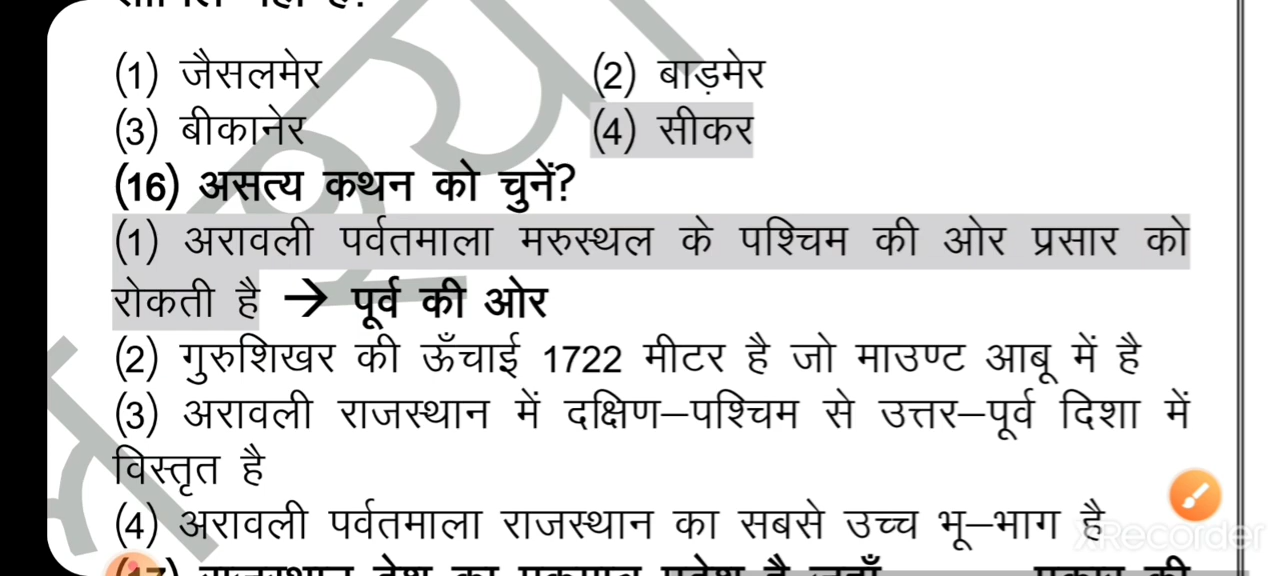 (1) जैसलमेर (2) बाड़मेर
(3) बीकानेर (4) सीकर
(16) असत्य कथन को चुनें?
(1) अरावली पर्वतमाला मरुस्थल के पश्चिम की ओर प्रसार को
रोकती है → पूर्व की ओर
(2) गुरुशिखर की ऊँचाई 1722 मीटर है जो माउण्ट आबू में है
(3) अरावली राजस्थान में दक्षिण–पश्चिम से उत्तर–पूर्व दिशा में
विस्तृत है
(4) अरावली पर्वतमाला राजस्थान का सबसे उच्च भू–भाग है
XRecorder